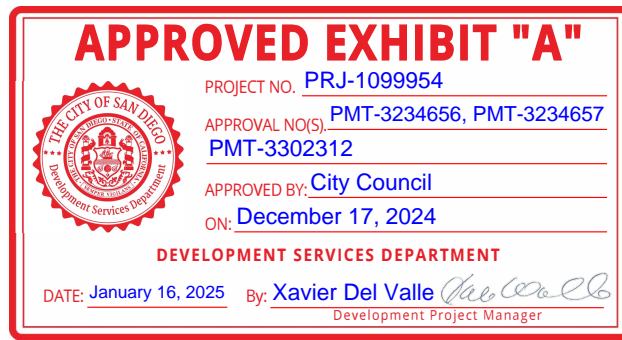 APPROVED EXHIBIT "A"
PROJECT NO. PRJ-1099954
APPROVAL NO(S). PMT-3234656, PMT-3234657
PMT-3302312
APPROVED BY: City Council
ON: December 17, 2024
THE CITY OF SAN DIEGO
Development Services Department
DEVELOPMENT SERVICES DEPARTMENT
DATE: January 16, 2025 By: Xavier Del Valle
Development Project Manager